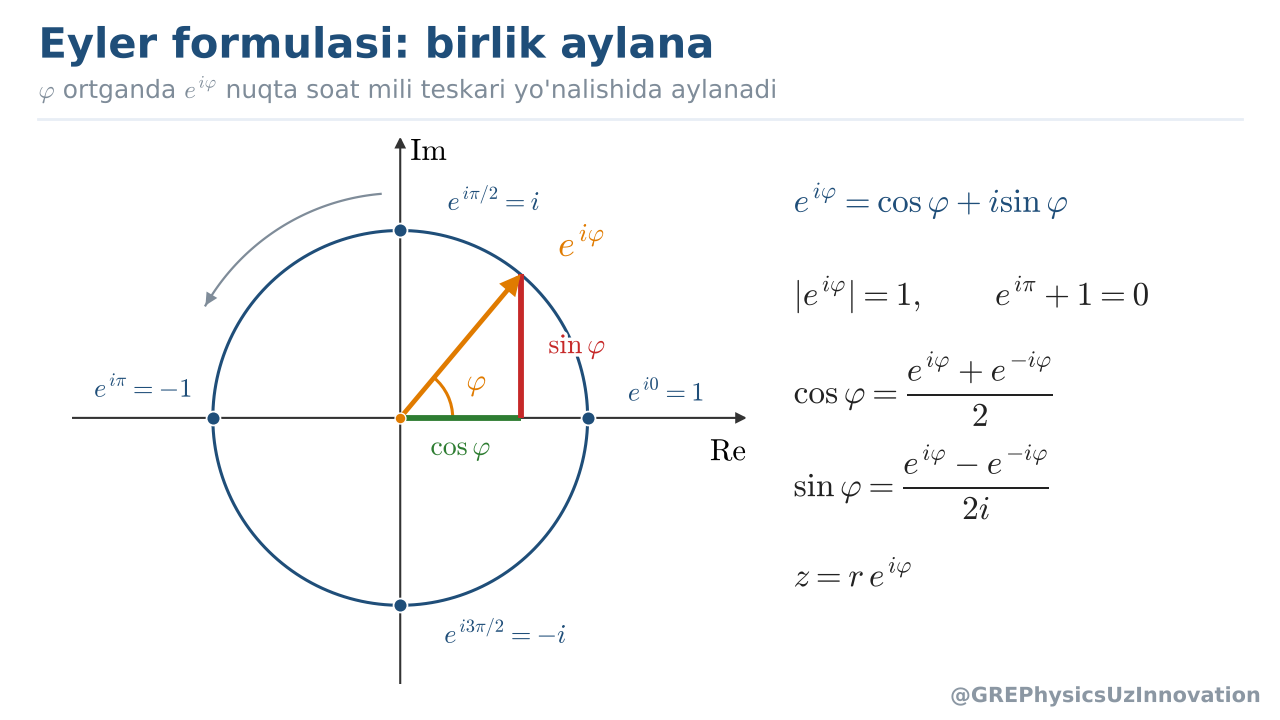 Eyler formulasi: birlik aylana
φ ortganda e^{iφ} nuqta soat mili teskari yo'nalishida aylanadi
Im
e^{iπ/2} = i
e^{iφ}
sin φ
φ
e^{iπ} = −1
e^{i0} = 1
cos φ
Re
e^{i3π/2} = −i
e^{iφ} = cos φ + i sin φ
|e^{iφ}| = 1, e^{iπ} + 1 = 0
cos φ = \frac{e^{iφ} + e^{−iφ}}{2}
sin φ = \frac{e^{iφ} − e^{−iφ}}{2i}
z = r e^{iφ}
@GREPhysicsUzInnovation